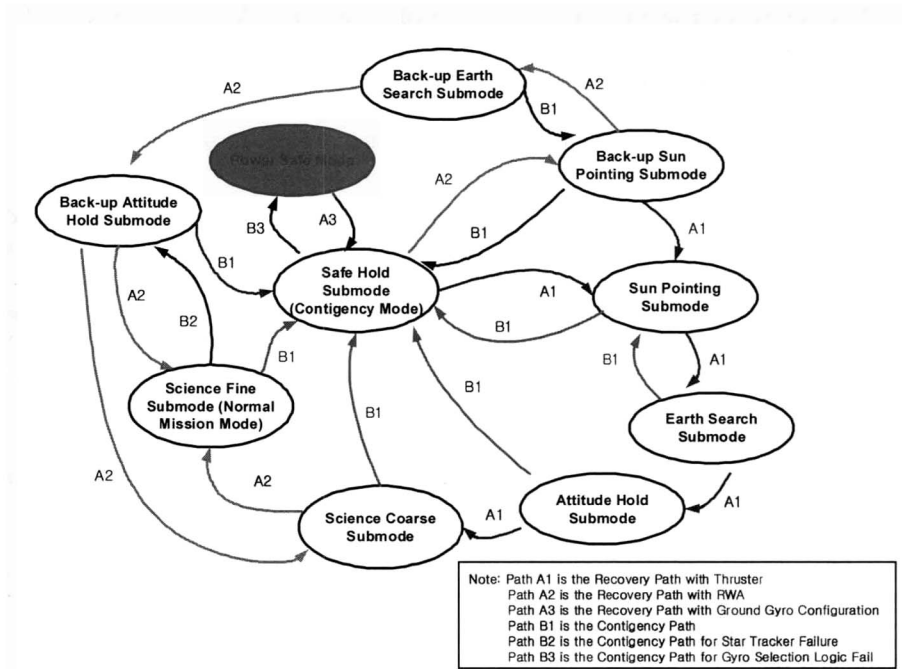 Back-up Earth
Search Submode
A2
A2
B1
Power Safe Mode
Back-up Sun
Pointing Submode
A2
Back-up Attitude
Hold Submode
B3
A3
B1
A1
B1
Safe Hold
Submode
(Contigency Mode)
A1
Sun Pointing
Submode
A2
B2
B1
B1
B1
A1
Science Fine
Submode (Normal
Mission Mode)
B1
B1
Earth Search
Submode
A2
A2
A1
Attitude Hold
Submode
A1
Science Coarse
Submode
Note: Path A1 is the Recovery Path with Thruster
Path A2 is the Recovery Path with RWA
Path A3 is the Recovery Path with Ground Gyro Configuration
Path B1 is the Contigency Path
Path B2 is the Contigency Path for Star Tracker Failure
Path B3 is the Contigency Path for Gyro Selection Logic Fail